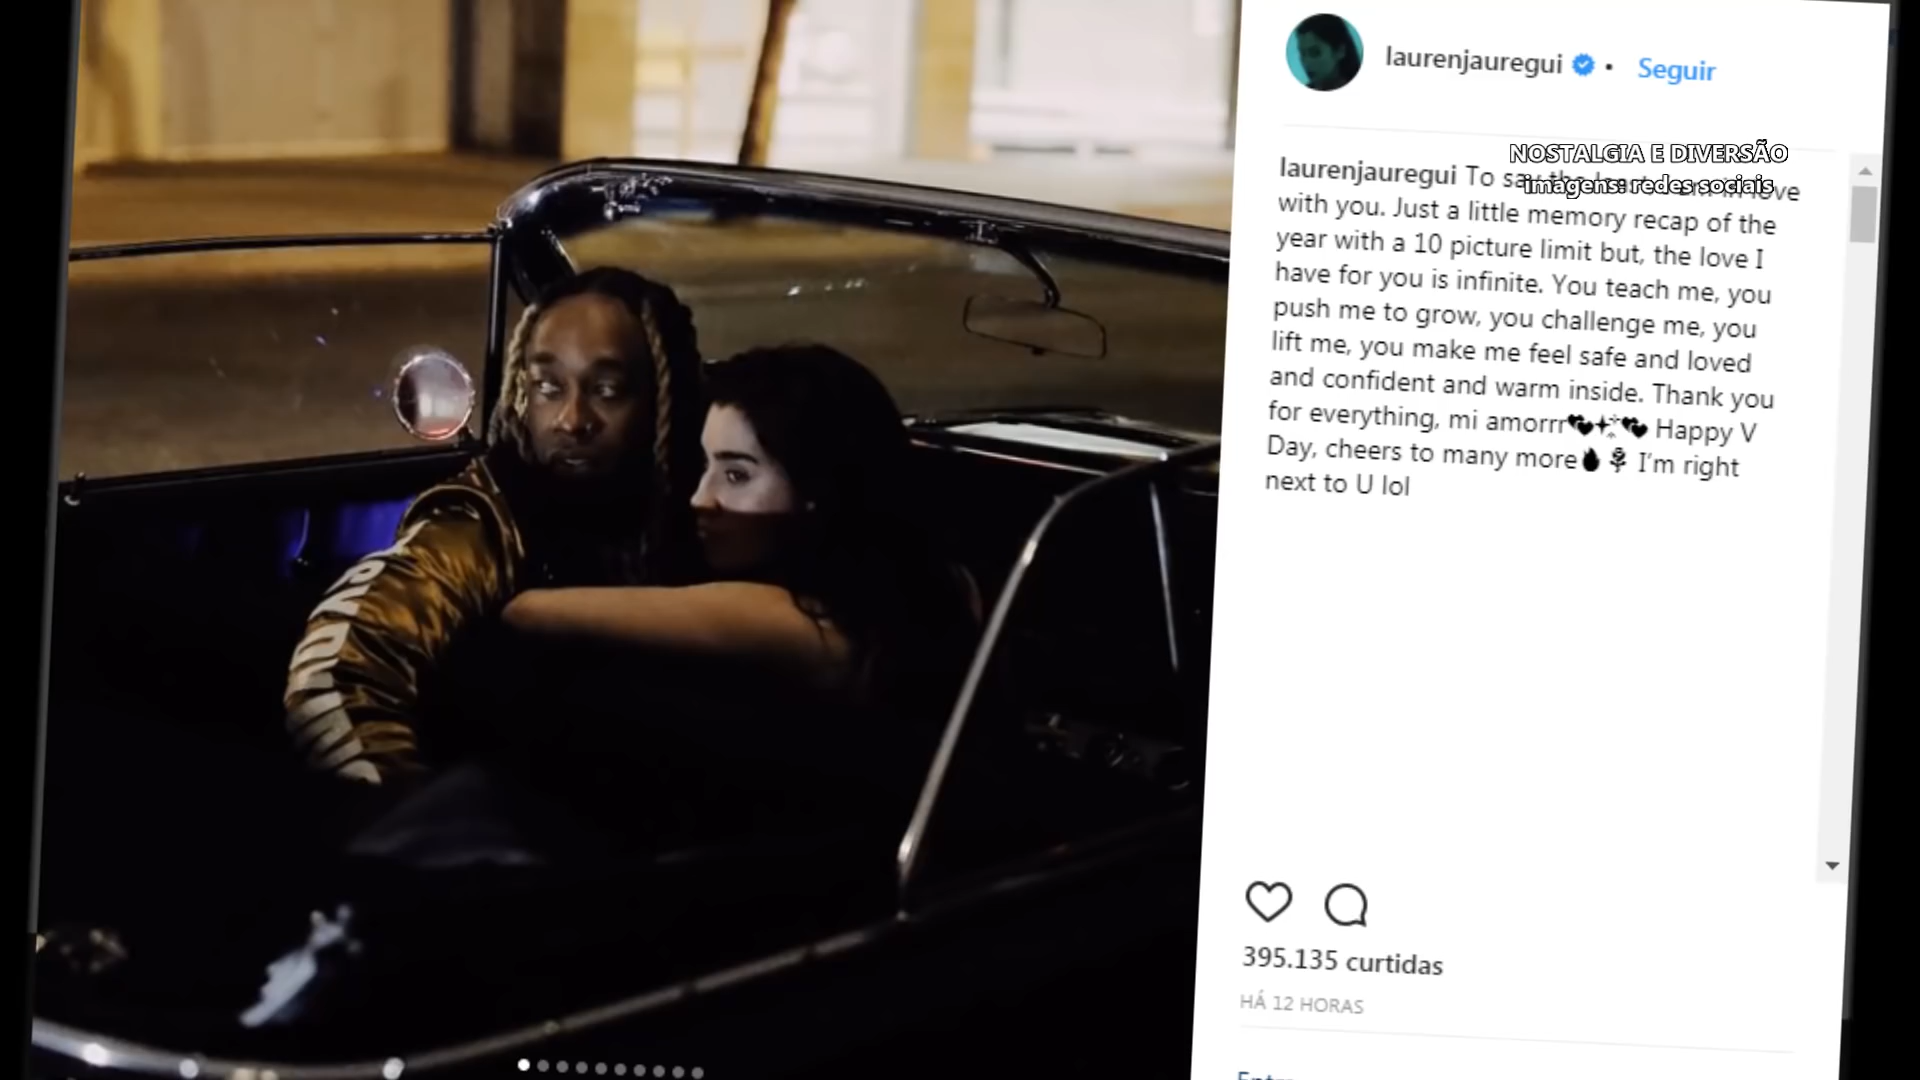 laurenjauregui • Seguir
NOSTALGIA E DIVERSÃO
imagens: redes sociais
laurenjauregui To say the least love
with you. Just a little memory recap of the
year with a 10 picture limit but, the love I
have for you is infinite. You teach me, you
push me to grow, you challenge me, you
lift me, you make me feel safe and loved
and confident and warm inside. Thank you
for everything, mi amorrr💕✨💕 Happy V
Day, cheers to many more🔥🌹 I’m right
next to U lol
395.135 curtidas
HÁ 12 HORAS